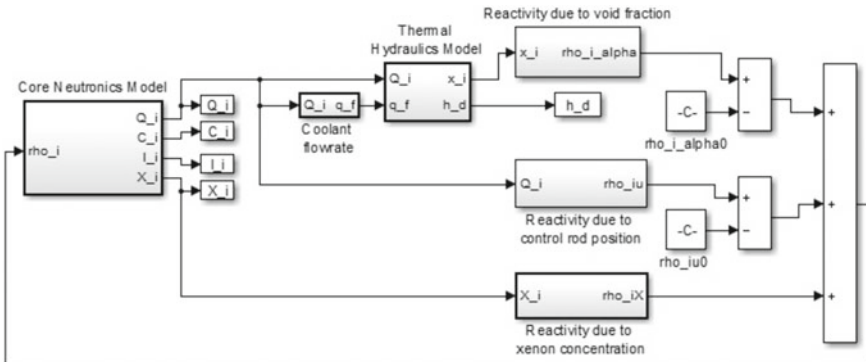 Reactivity due to void fraction
Thermal
Hydraulics Model
x_i
rho_i_alpha
Q_i
x_i
q_f
h_d
Core Neutronics Model
Q_i
C_i
I_i
X_i
rho_i
Q_i
C_i
I_i
X_i
Q_i q_f
Coolant
flowrate
h_d
+
−
-C-
rho_i_alpha0
+
Q_i
rho_iu
Reactivity due to
control rod position
+
−
-C-
rho_iu0
+
X_i
rho_iX
+
Reactivity due to
xenon concentration